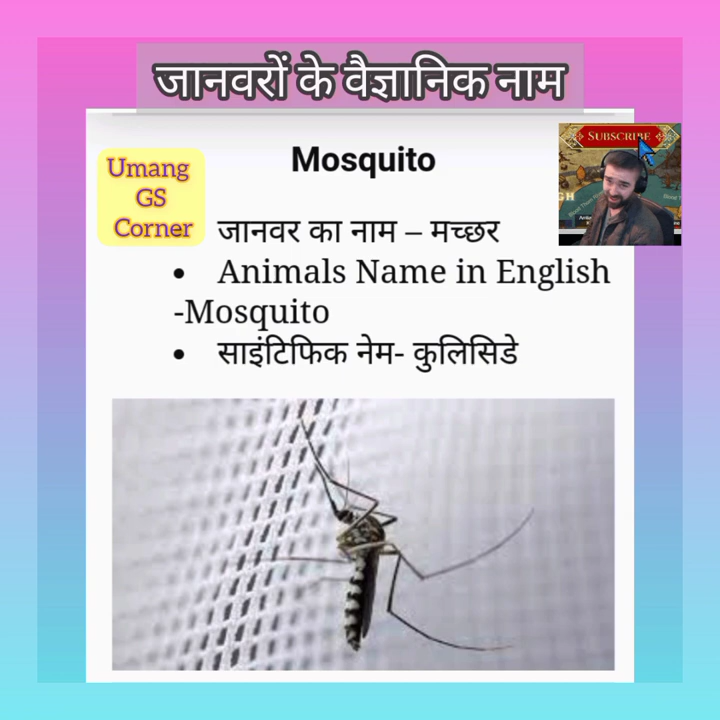 जानवरों के वैज्ञानिक नाम
Umang
GS
Corner
Mosquito
SUBSCRIBE
जानवर का नाम – मच्छर
• Animals Name in English
-Mosquito
• साइंटिफिक नेम- कुलिसिडे